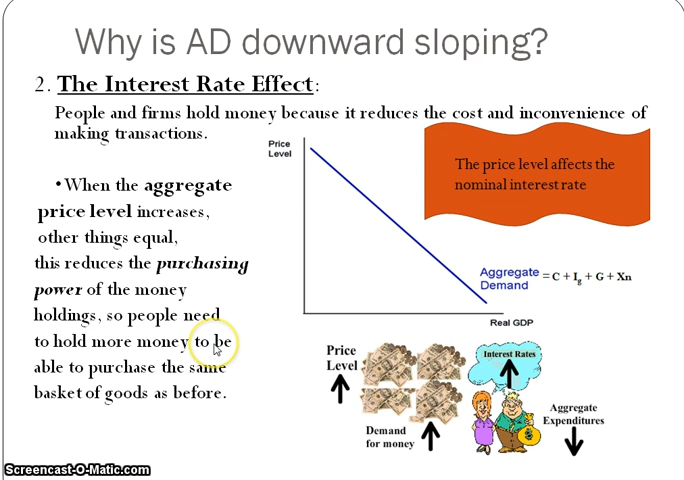 Why is AD downward sloping?
2. The Interest Rate Effect:
People and firms hold money because it reduces the cost and inconvenience of
making transactions.
• When the aggregate
price level increases,
other things equal,
this reduces the purchasing
power of the money
holdings, so people need
to hold more money to be
able to purchase the same
basket of goods as before.
Price
Level
The price level affects the
nominal interest rate
Aggregate
Demand
= C + Ig + G + Xn
Real GDP
Price
Level
Demand
for money
Interest Rates
Aggregate
Expenditures
Screencast-O-Matic.com